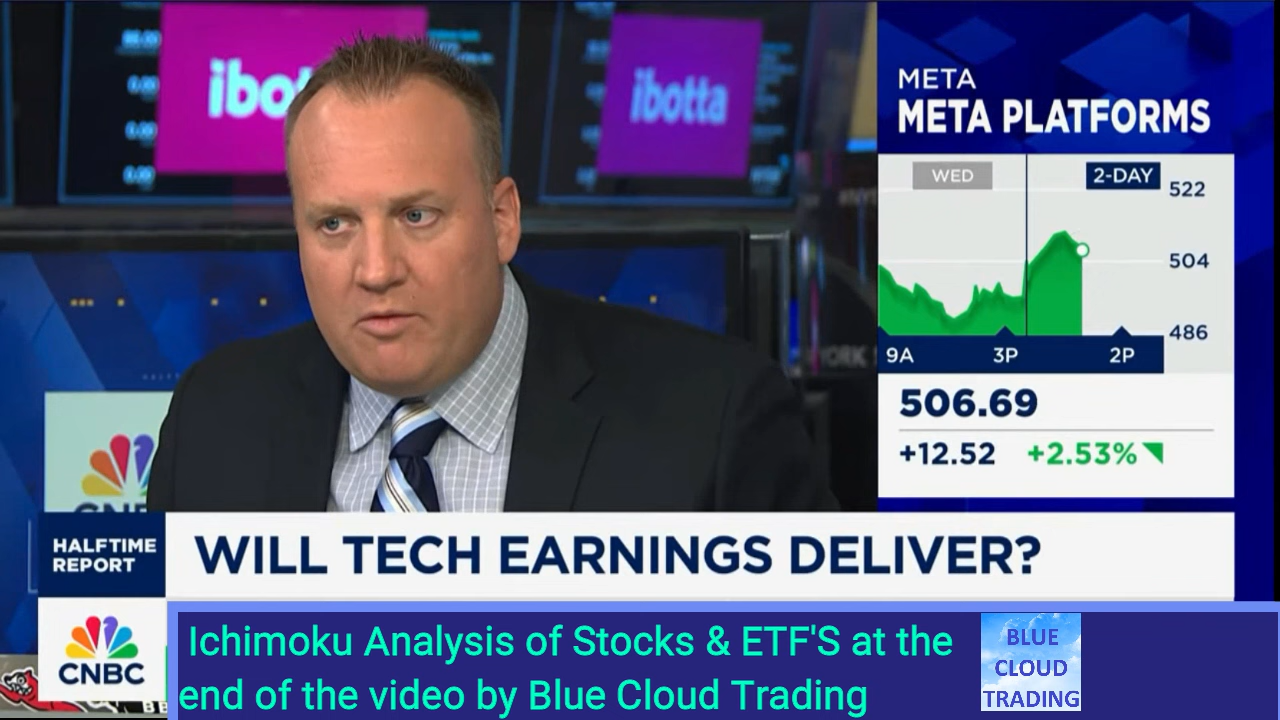 ibotta
META
META PLATFORMS
WED
2-DAY
522
504
486
9A
3P
2P
506.69
+12.52
+2.53%
HALFTIME
REPORT
WILL TECH EARNINGS DELIVER?
CNBC
Ichimoku Analysis of Stocks & ETF'S at the
end of the video by Blue Cloud Trading
BLUE
CLOUD
TRADING